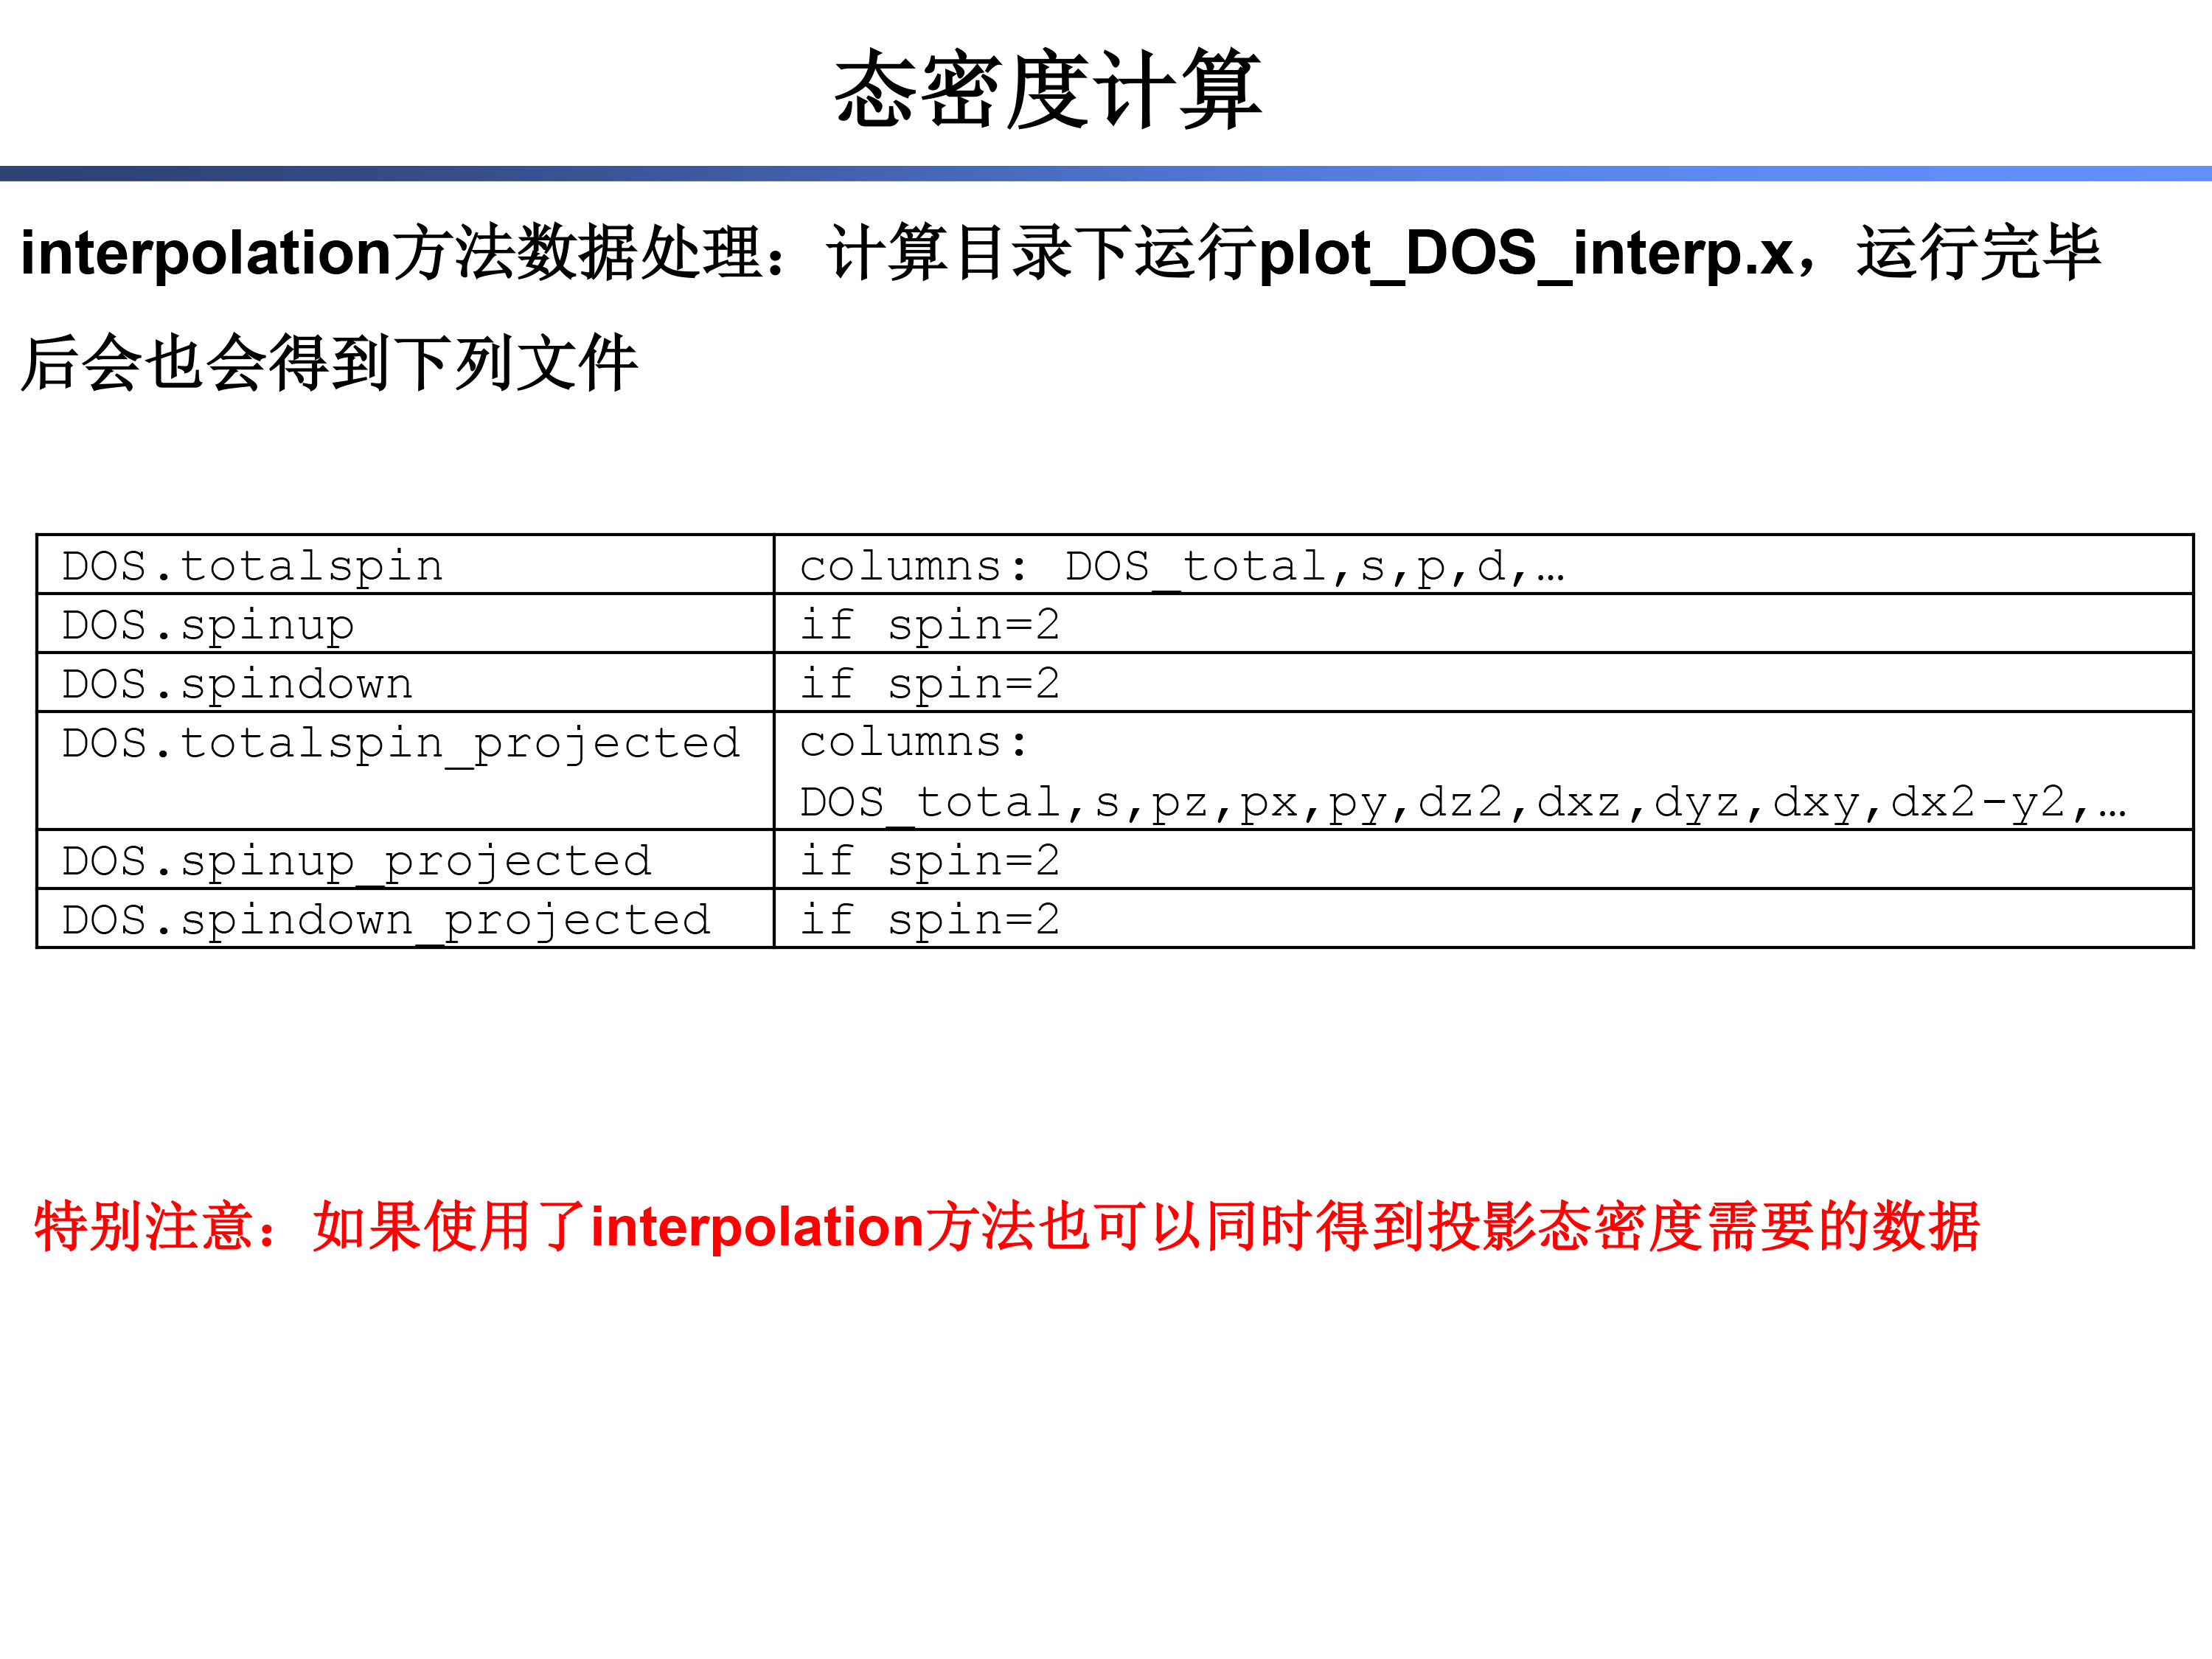 态密度计算
interpolation方法数据处理：计算目录下运行plot_DOS_interp.x，运行完毕
后会也会得到下列文件
DOS.totalspin columns: DOS_total,s,p,d,…
DOS.spinup if spin=2
DOS.spindown if spin=2
DOS.totalspin_projected columns:
DOS_total,s,pz,px,py,dz2,dxz,dyz,dxy,dx2-y2,…
DOS.spinup_projected if spin=2
DOS.spindown_projected if spin=2
特别注意：如果使用了interpolation方法也可以同时得到投影态密度需要的数据